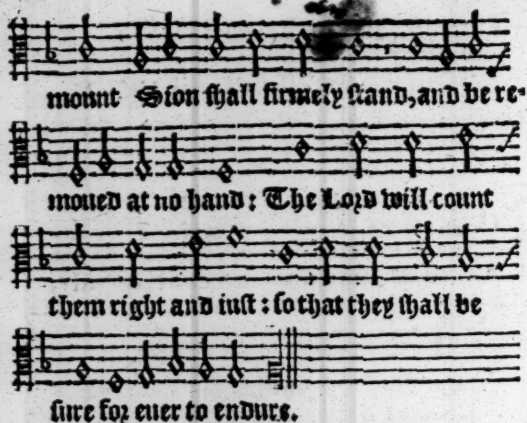 mount Sion shall firmely stand, and be re-
moued at no hand: The Lord will count
them right and iust: so that they shall be
sure for euer to endure.